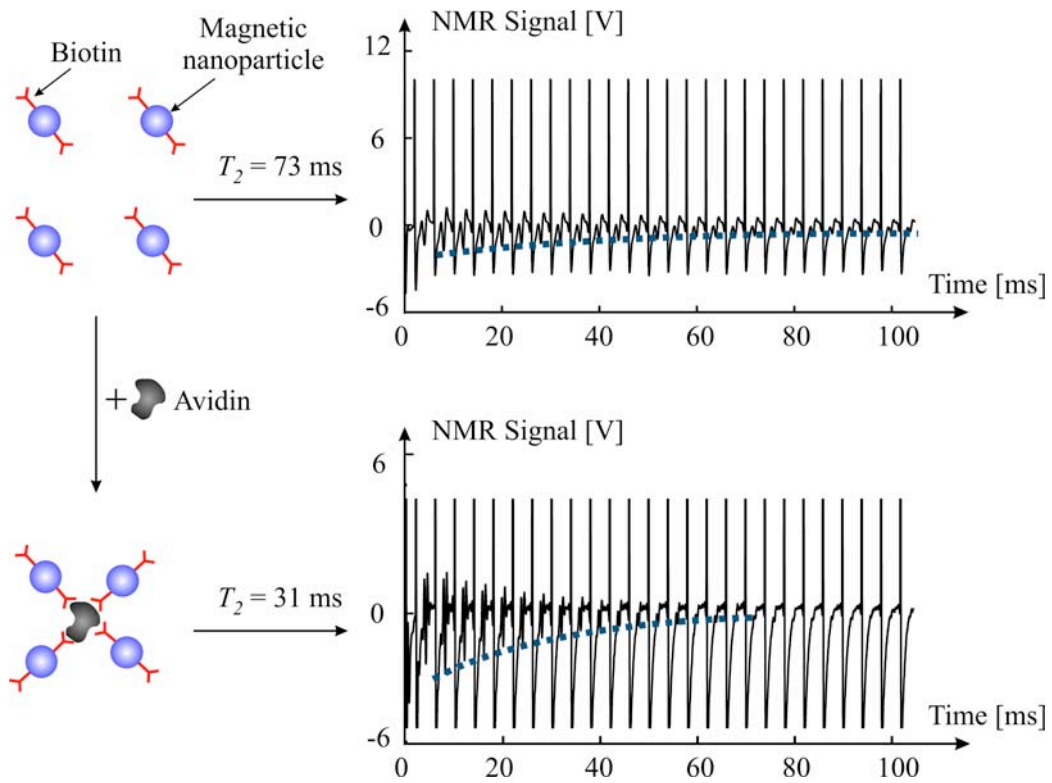 Biotin
Magnetic
nanoparticle
T₂ = 73 ms
NMR Signal [V]
12
6
0
-6
0 20 40 60 80 100
Time [ms]
+ Avidin
T₂ = 31 ms
NMR Signal [V]
6
0
-6
0 20 40 60 80 100
Time [ms]